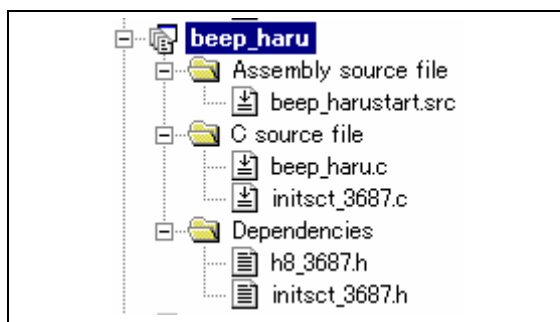 beep_haru
Assembly source file
beep_harustart.src
C source file
beep_haru.c
initsct_3687.c
Dependencies
h8_3687.h
initsct_3687.h